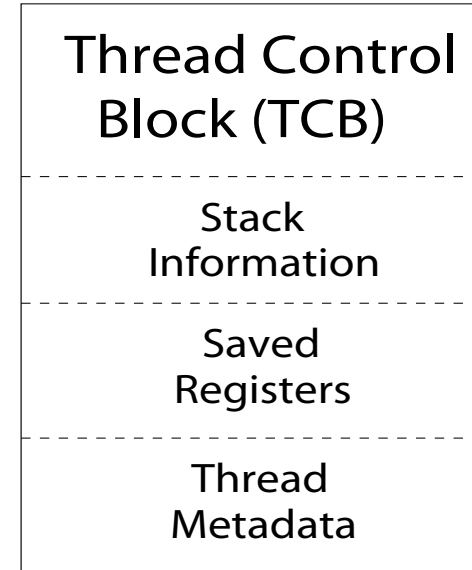 Thread Control
Block (TCB)
Stack
Information
Saved
Registers
Thread
Metadata